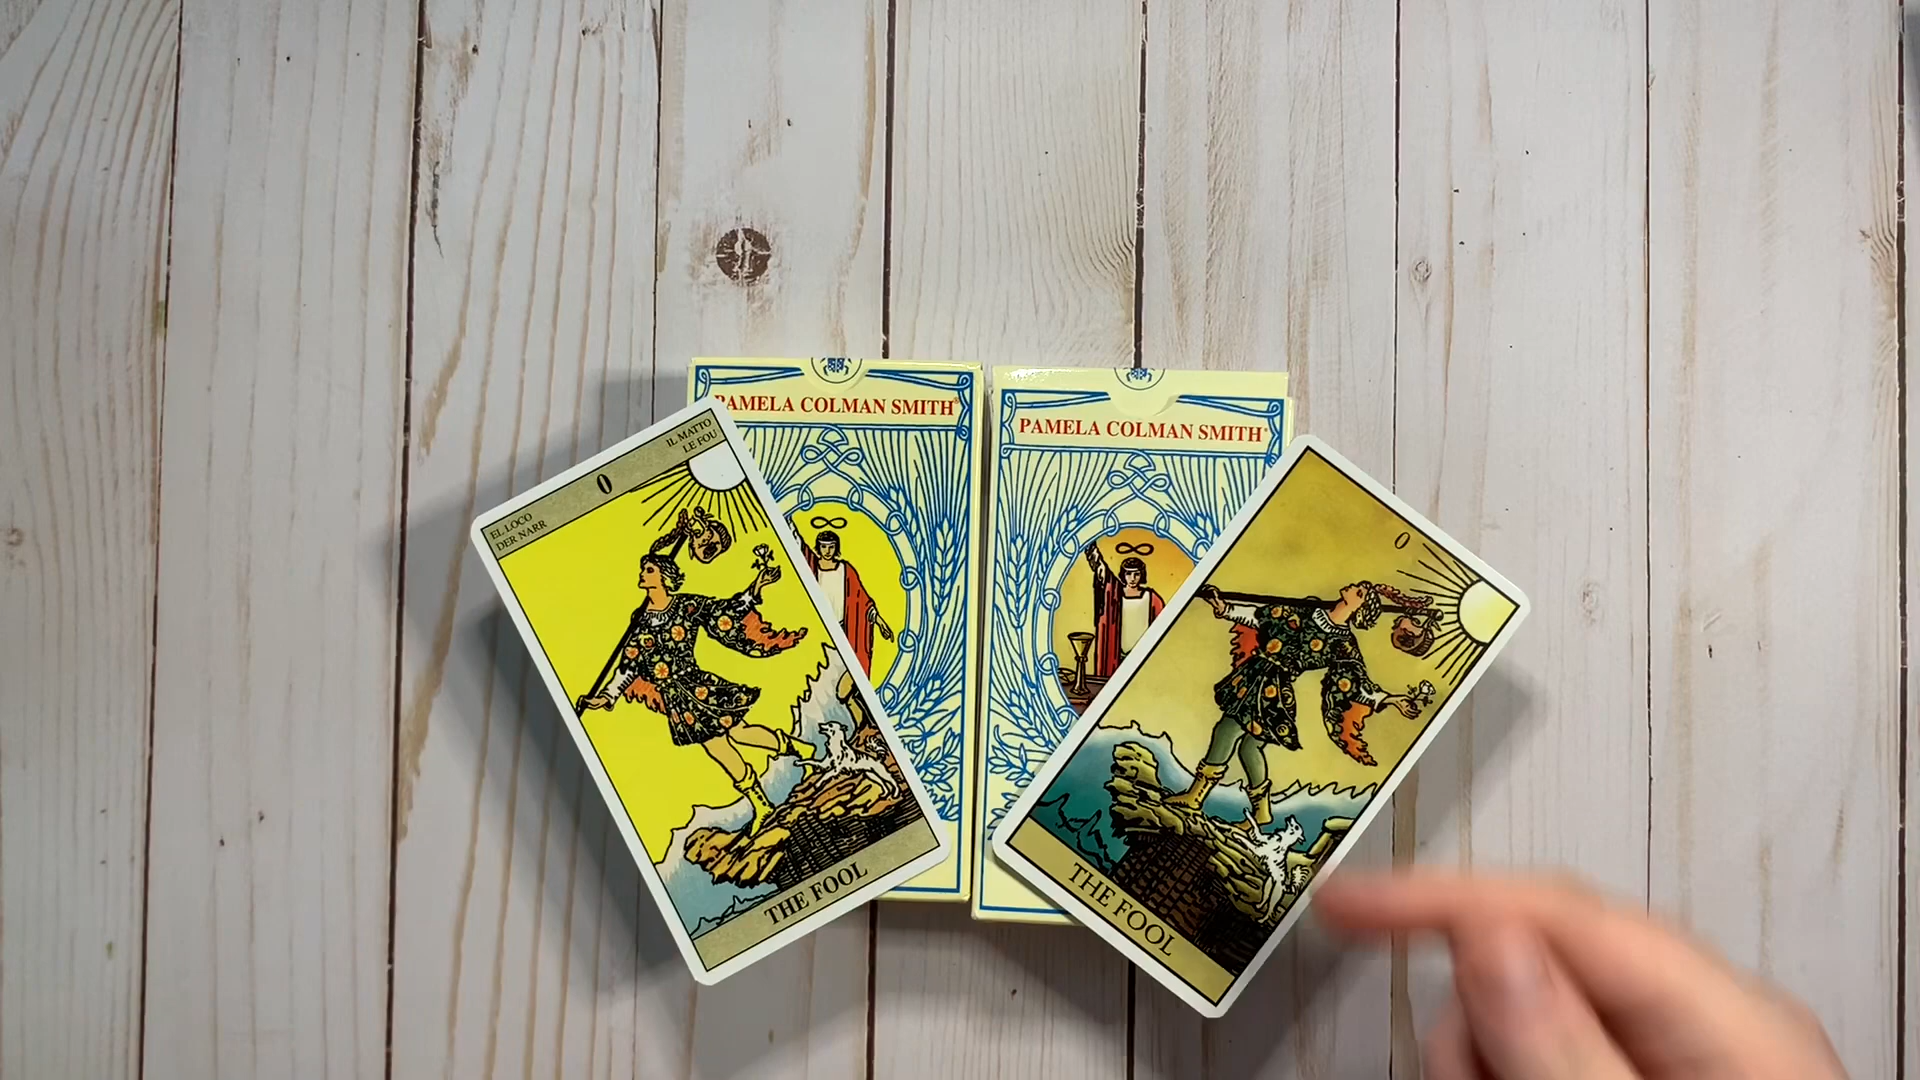 PAMELA COLMAN SMITH®
PAMELA COLMAN SMITH®
IL MATTO
LE FOU
0
EL LOCO
DER NARR
THE FOOL
0
THE FOOL